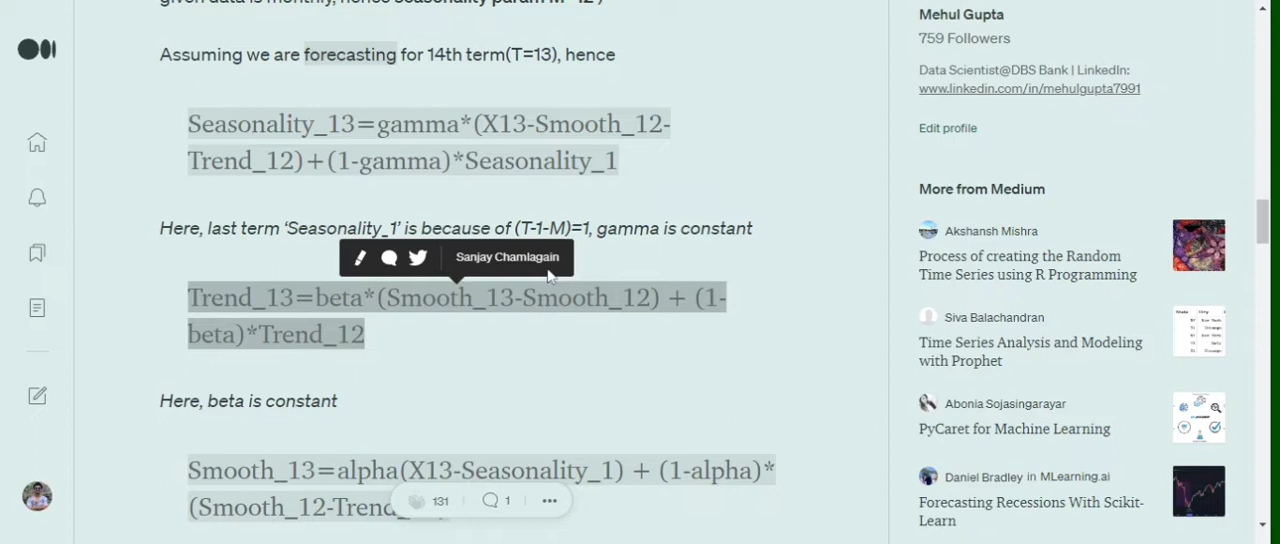 Assuming we are forecasting for 14th term(T=13), hence
Seasonality_13=gamma*(X13-Smooth_12-
Trend_12)+(1-gamma)*Seasonality_1
Here, last term ‘Seasonality_1’ is because of (T-1-M)=1, gamma is constant
Sanjay Chamlagain
Trend_13=beta*(Smooth_13-Smooth_12) + (1-
beta)*Trend_12
Here, beta is constant
Smooth_13=alpha(X13-Seasonality_1) + (1-alpha)*
(Smooth_12-Trend
131
1
Mehul Gupta
759 Followers
Data Scientist@DBS Bank | LinkedIn:
www.linkedin.com/in/mehulgupta7991
Edit profile
More from Medium
Akshansh Mishra
Process of creating the Random
Time Series using R Programming
Siva Balachandran
Time Series Analysis and Modeling
with Prophet
Abonia Sojasingarayar
PyCaret for Machine Learning
Daniel Bradley in MLearning.ai
Forecasting Recessions With Scikit-
Learn